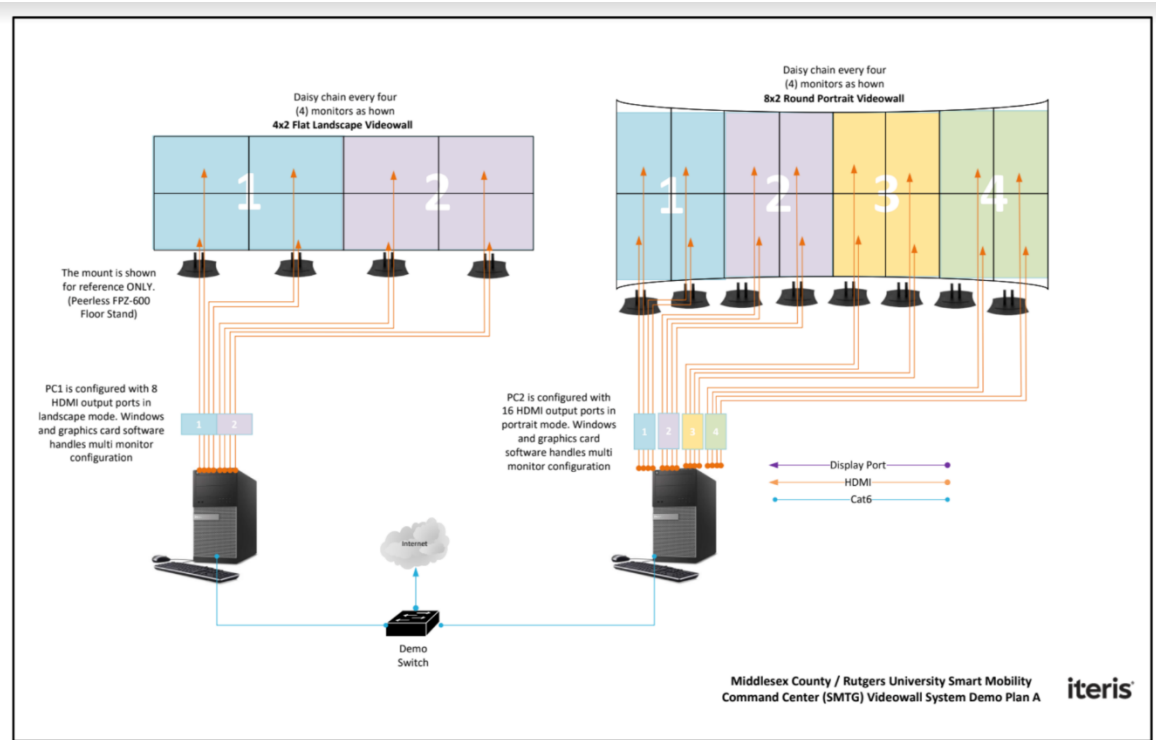 Daisy chain every four
(4) monitors as hown
4x2 Flat Landscape Videowall
Daisy chain every four
(4) monitors as hown
8x2 Round Portrait Videowall
1
2
1
2
3
4
The mount is shown
for reference ONLY.
(Peerless FPZ-600
Floor Stand)
PC1 is configured with 8
HDMI output ports in
landscape mode. Windows
and graphics card software
handles multi monitor
configuration
1
2
PC2 is configured with
16 HDMI output ports in
portrait mode. Windows
and graphics card
software handles multi
monitor configuration
1
2
3
4
Display Port
HDMI
Cat6
Internet
Demo
Switch
Middlesex County / Rutgers University Smart Mobility
Command Center (SMTG) Videowall System Demo Plan A
iteris